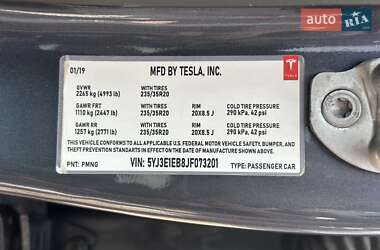 auto RIA
01/19 MFD BY TESLA, INC.
TESLA
GVWR WITH TIRES
2265 kg (4993 lb) 235/35R20
GAWR FRT WITH TIRES RIM COLD TIRE PRESSURE
1110 kg (2447 lb) 235/35R20 20X8.5 J 290 kPa, 42 psi
GAWR RR WITH TIRES RIM COLD TIRE PRESSURE
1257 kg (2771 lb) 235/35R20 20X8.5 J 290 kPa, 42 psi
THIS VEHICLE CONFORMS TO ALL APPLICABLE FEDERAL MOTOR VEHICLE SAFETY, BUMPER,
AND THEFT PREVENTION STANDARDS IN EFFECT ON THE DATE OF MANUFACTURE SHOWN ABOVE.
VIN: 5YJ3E1EB8JF073201
PNT: PMNG TYPE: PASSENGER CAR